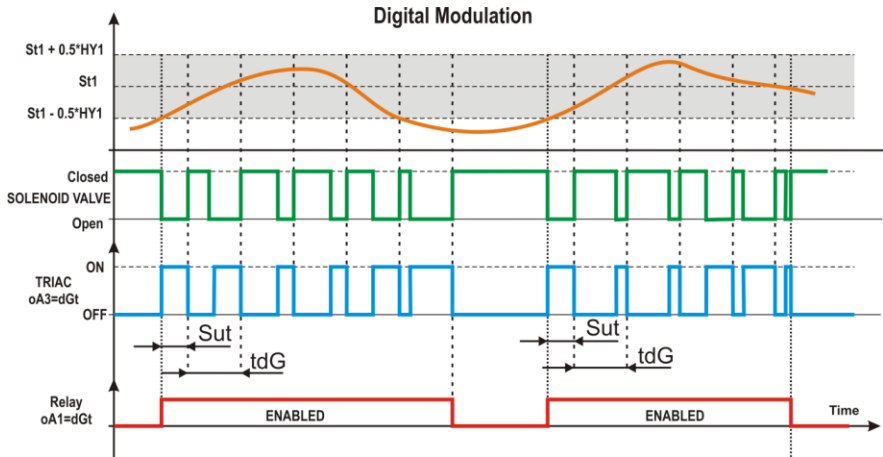 Digital Modulation
St1 + 0.5*HY1
St1
St1 - 0.5*HY1
Closed
SOLENOID VALVE
Open
ON
TRIAC
oA3=dGt
OFF
Sut
Sut
tdG
tdG
Relay
oA1=dGt
ENABLED
ENABLED
Time